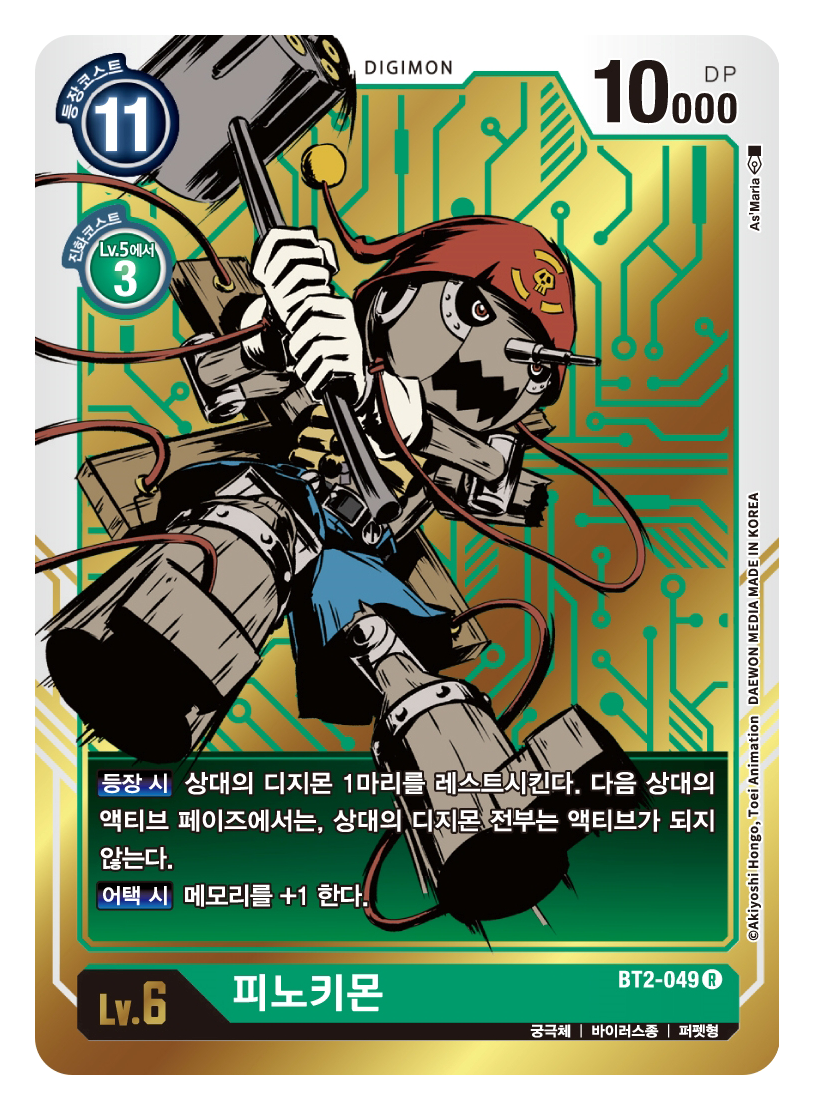 DIGIMON
등장코스트
11
DP
10000
진화코스트
Lv.5에서
3
As'Maria
등장 시 상대의 디지몬 1마리를 레스트시킨다. 다음 상대의
액티브 페이즈에서는, 상대의 디지몬 전부는 액티브가 되지
않는다.
어택 시 메모리를 +1 한다.
©Akiyoshi Hongo, Toei Animation DAEWON MEDIA MADE IN KOREA
Lv.6
피노키몬
BT2-049 R
궁극체 | 바이러스종 | 퍼펫형